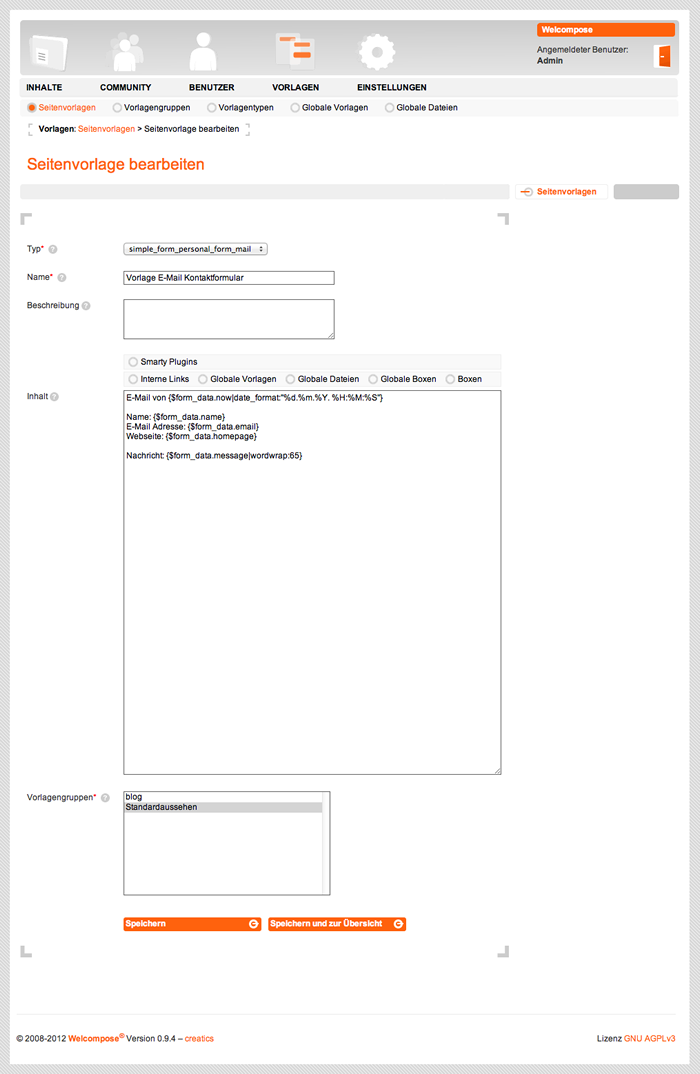 Welcompose
Angemeldeter Benutzer:
Admin
INHALTE COMMUNITY BENUTZER VORLAGEN EINSTELLUNGEN
Seitenvorlagen Vorlagengruppen Vorlagentypen Globale Vorlagen Globale Dateien
Vorlagen: Seitenvorlagen > Seitenvorlage bearbeiten
Seitenvorlage bearbeiten
Seitenvorlagen
Typ* ? simple_form_personal_form_mail
Name* ? Vorlage E-Mail Kontaktformular
Beschreibung ?
Smarty Plugins
Interne Links Globale Vorlagen Globale Dateien Globale Boxen Boxen
Inhalt ?
E-Mail von {$form_data.now|date_format:"%d.%m.%Y. %H:%M:%S"}
Name: {$form_data.name}
E-Mail Adresse: {$form_data.email}
Webseite: {$form_data.homepage}
Nachricht: {$form_data.message|wordwrap:65}
Vorlagengruppen* ? blog
Standardaussehen
Speichern Speichern und zur Übersicht
© 2008-2012 Welcompose® Version 0.9.4 – creatics Lizenz GNU AGPLv3